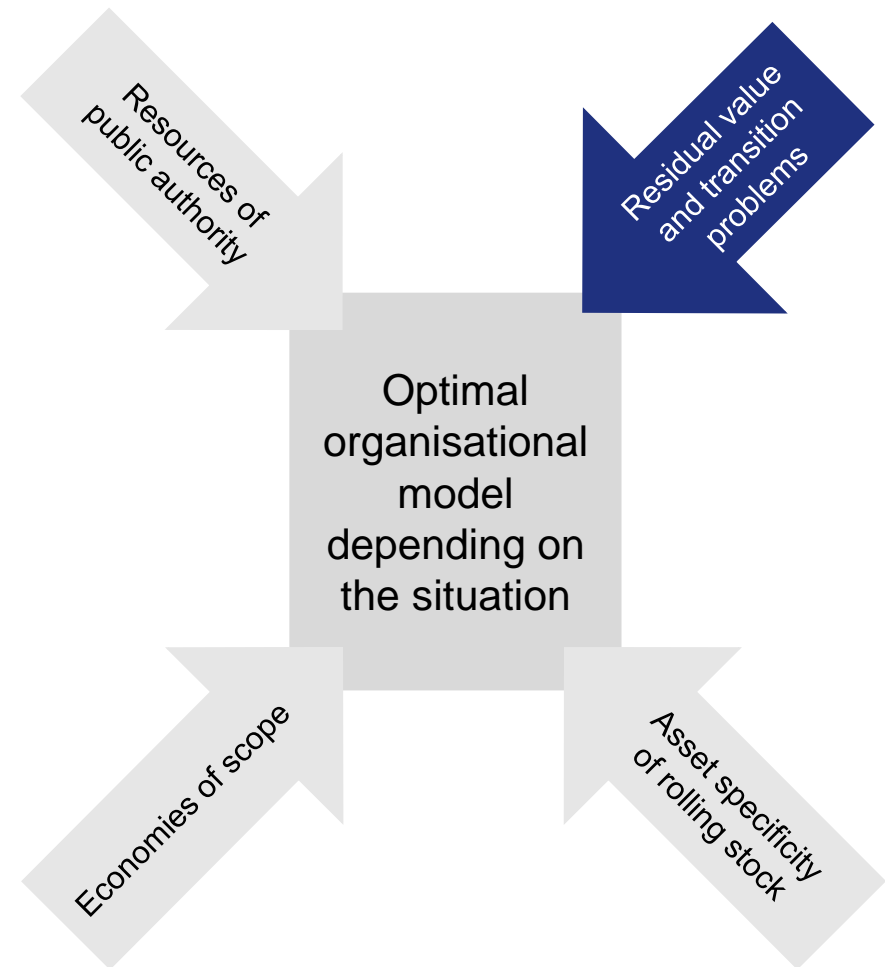 Resources of
public authority
Residual value
and transition
problems
Optimal
organisational
model
depending on
the situation
Economies of scope
Asset specificity
of rolling stock